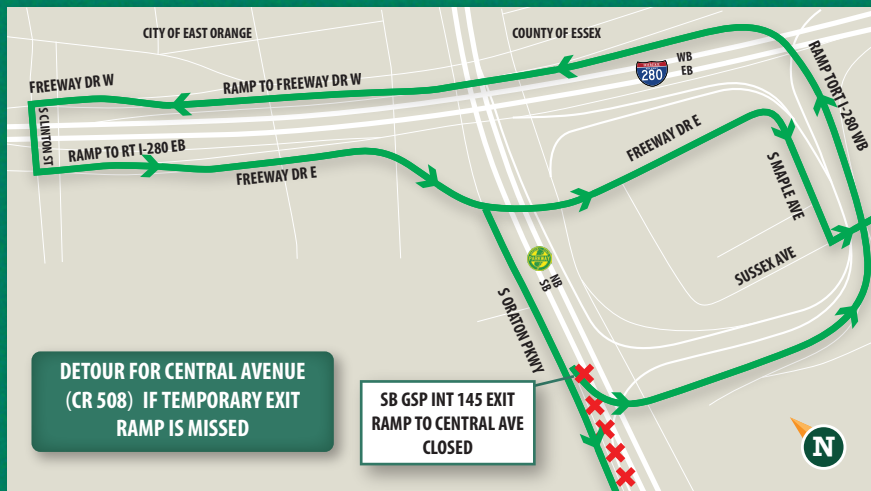 CITY OF EAST ORANGE
COUNTY OF ESSEX
WB
EB
280
FREEWAY DR W
RAMP TO FREEWAY DR W
RAMP TORT I-280 WB
S CLINTON ST
RAMP TO RT I-280 EB
FREEWAY DR E
FREEWAY DR E
S MAPLE AVE
SUSSEX AVE
PARKWAY
NB
SB
S ORATON PKWY
DETOUR FOR CENTRAL AVENUE
(CR 508) IF TEMPORARY EXIT
RAMP IS MISSED
SB GSP INT 145 EXIT
RAMP TO CENTRAL AVE
CLOSED
N